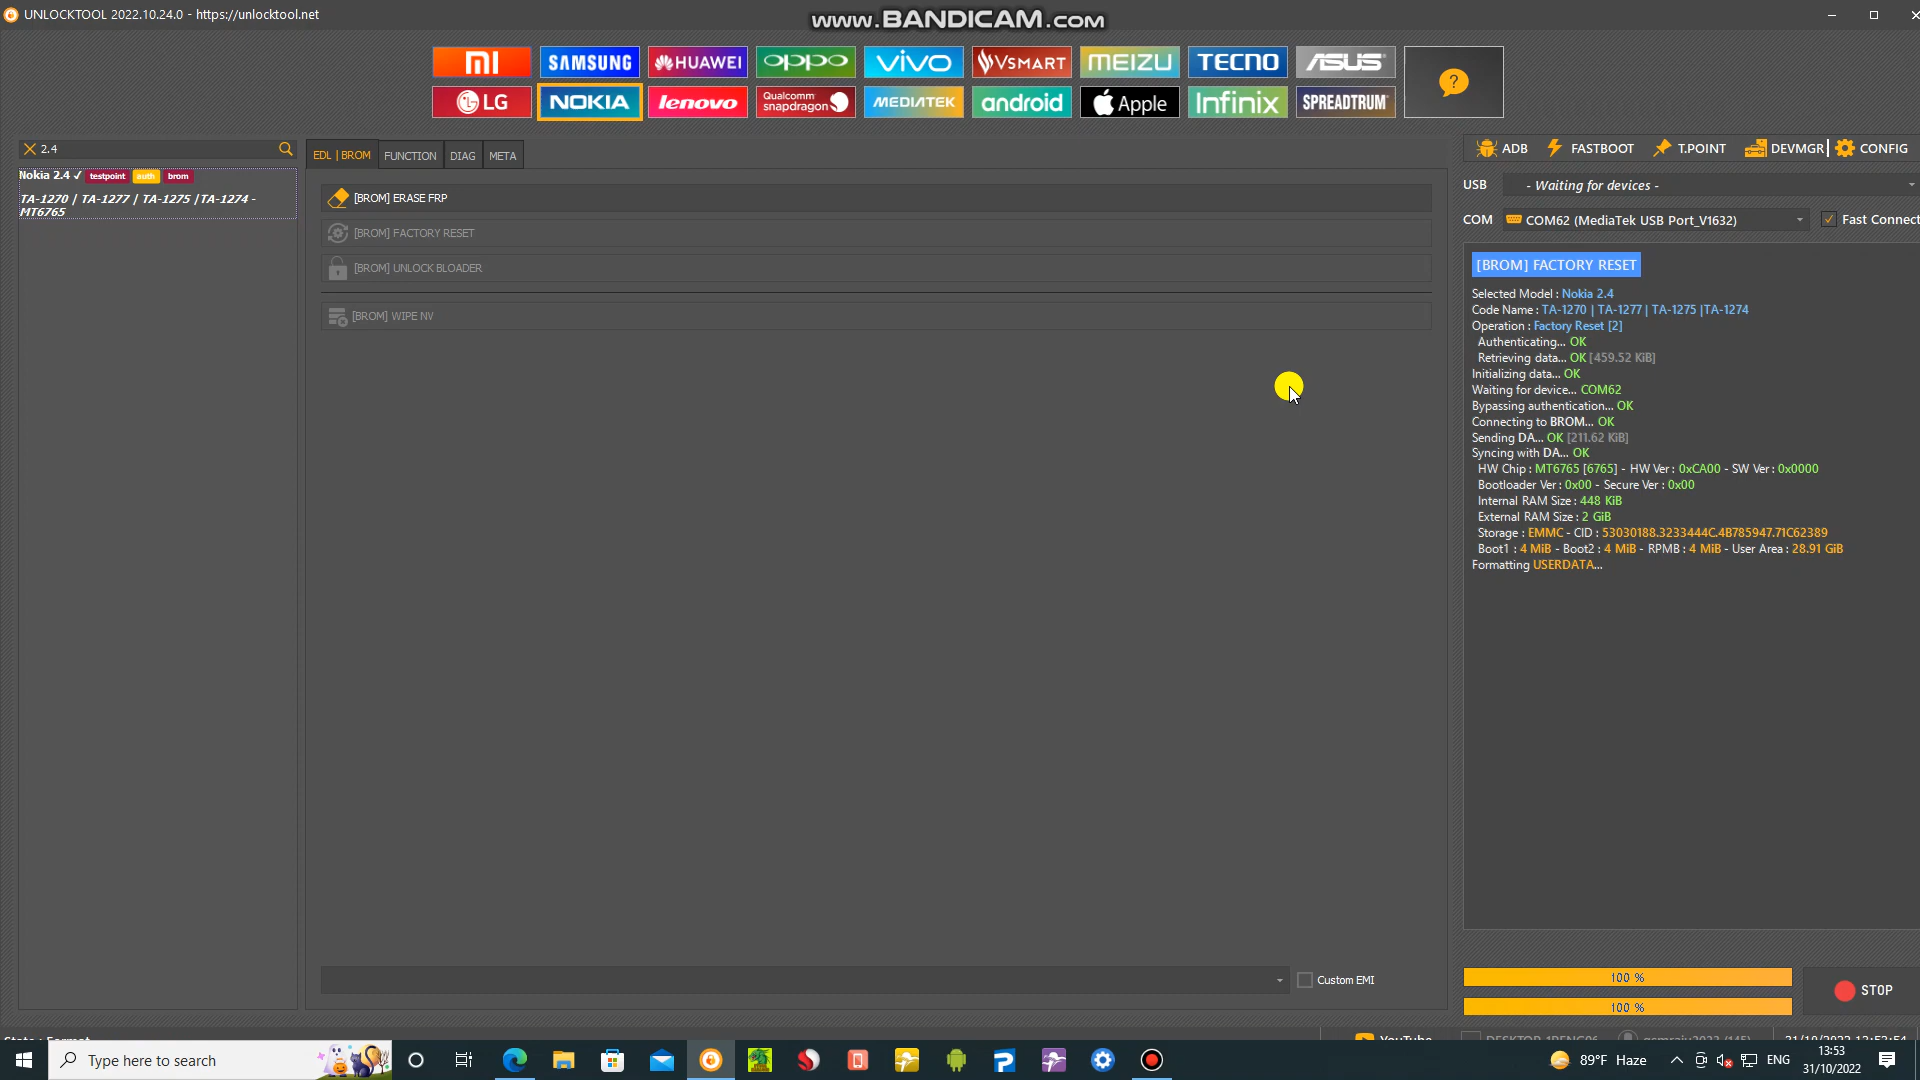 UNLOCKTOOL 2022.10.24.0 - https://unlocktool.net
www.BANDICAM.com
MI
SAMSUNG
HUAWEI
oppo
vivo
VSMART
MEIZU
TECNO
ASUS
?
LG
NOKIA
lenovo
Qualcomm snapdragon
MEDIATEK
android
Apple
Infinix
SPREADTRUM
2.4
Nokia 2.4 ✓ testpoint auth brom
TA-1270 | TA-1277 | TA-1275 |TA-1274 -
MT6765
EDL | BROM
FUNCTION
DIAG
META
[BROM] ERASE FRP
[BROM] FACTORY RESET
[BROM] UNLOCK BLOADER
[BROM] WIPE NV
Custom EMI
ADB
FASTBOOT
T.POINT
DEVMGR
CONFIG
USB - Waiting for devices -
COM COM62 (MediaTek USB Port_V1632) Fast Connect
[BROM] FACTORY RESET
Selected Model : Nokia 2.4
Code Name : TA-1270 | TA-1277 | TA-1275 |TA-1274
Operation : Factory Reset [2]
Authenticating... OK
Retrieving data... OK [459.52 KiB]
Initializing data... OK
Waiting for device... COM62
Bypassing authentication... OK
Connecting to BROM... OK
Sending DA... OK [211.62 KiB]
Syncing with DA... OK
HW Chip : MT6765 [6765] - HW Ver : 0xCA00 - SW Ver : 0x0000
Bootloader Ver : 0x00 - Secure Ver : 0x00
Internal RAM Size : 448 KiB
External RAM Size : 2 GiB
Storage : EMMC - CID : 53030188.3233444C.4B785947.71C62389
Boot1 : 4 MiB - Boot2 : 4 MiB - RPMB : 4 MiB - User Area : 28.91 GiB
Formatting USERDATA...
100 %
100 %
STOP
YouTube
Type here to search
89°F Haze
ENG
13:53
31/10/2022